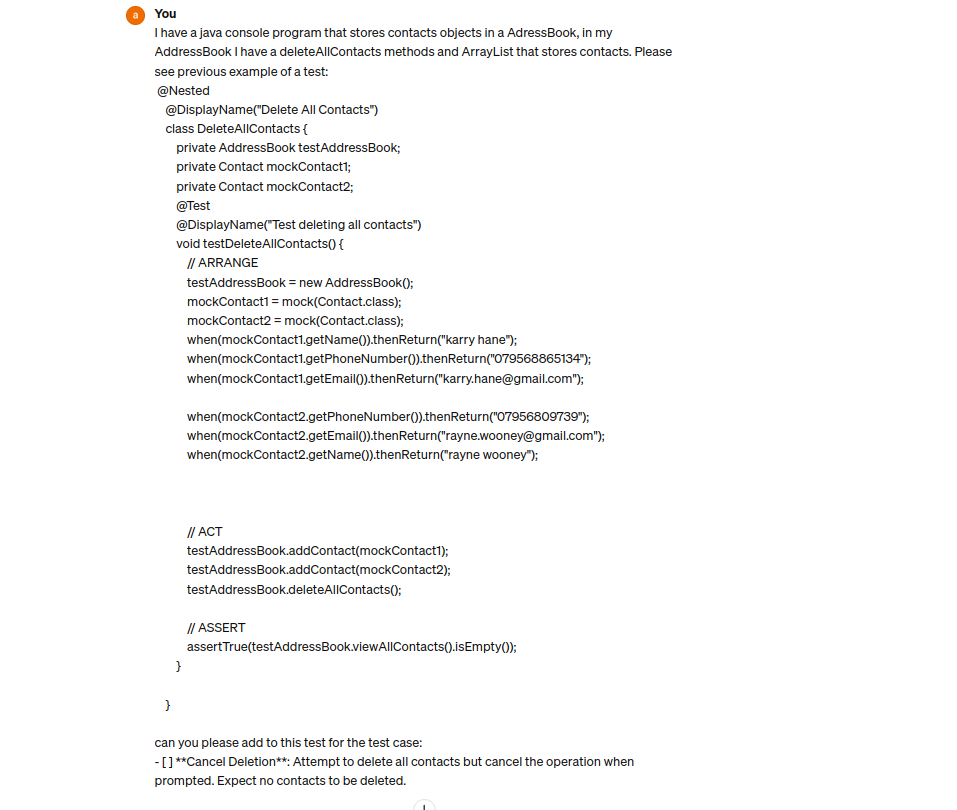 a You
I have a java console program that stores contacts objects in a AdressBook, in my
AddressBook I have a deleteAllContacts methods and ArrayList that stores contacts. Please
see previous example of a test:
@Nested
@DisplayName("Delete All Contacts")
class DeleteAllContacts {
private AddressBook testAddressBook;
private Contact mockContact1;
private Contact mockContact2;
@Test
@DisplayName("Test deleting all contacts")
void testDeleteAllContacts() {
// ARRANGE
testAddressBook = new AddressBook();
mockContact1 = mock(Contact.class);
mockContact2 = mock(Contact.class);
when(mockContact1.getName()).thenReturn("karry hane");
when(mockContact1.getPhoneNumber()).thenReturn("079568865134");
when(mockContact1.getEmail()).thenReturn("karry.hane@gmail.com");
when(mockContact2.getPhoneNumber()).thenReturn("07956809739");
when(mockContact2.getEmail()).thenReturn("rayne.wooney@gmail.com");
when(mockContact2.getName()).thenReturn("rayne wooney");
// ACT
testAddressBook.addContact(mockContact1);
testAddressBook.addContact(mockContact2);
testAddressBook.deleteAllContacts();
// ASSERT
assertTrue(testAddressBook.viewAllContacts().isEmpty());
}
}
can you please add to this test for the test case:
- [ ] **Cancel Deletion**: Attempt to delete all contacts but cancel the operation when
prompted. Expect no contacts to be deleted.